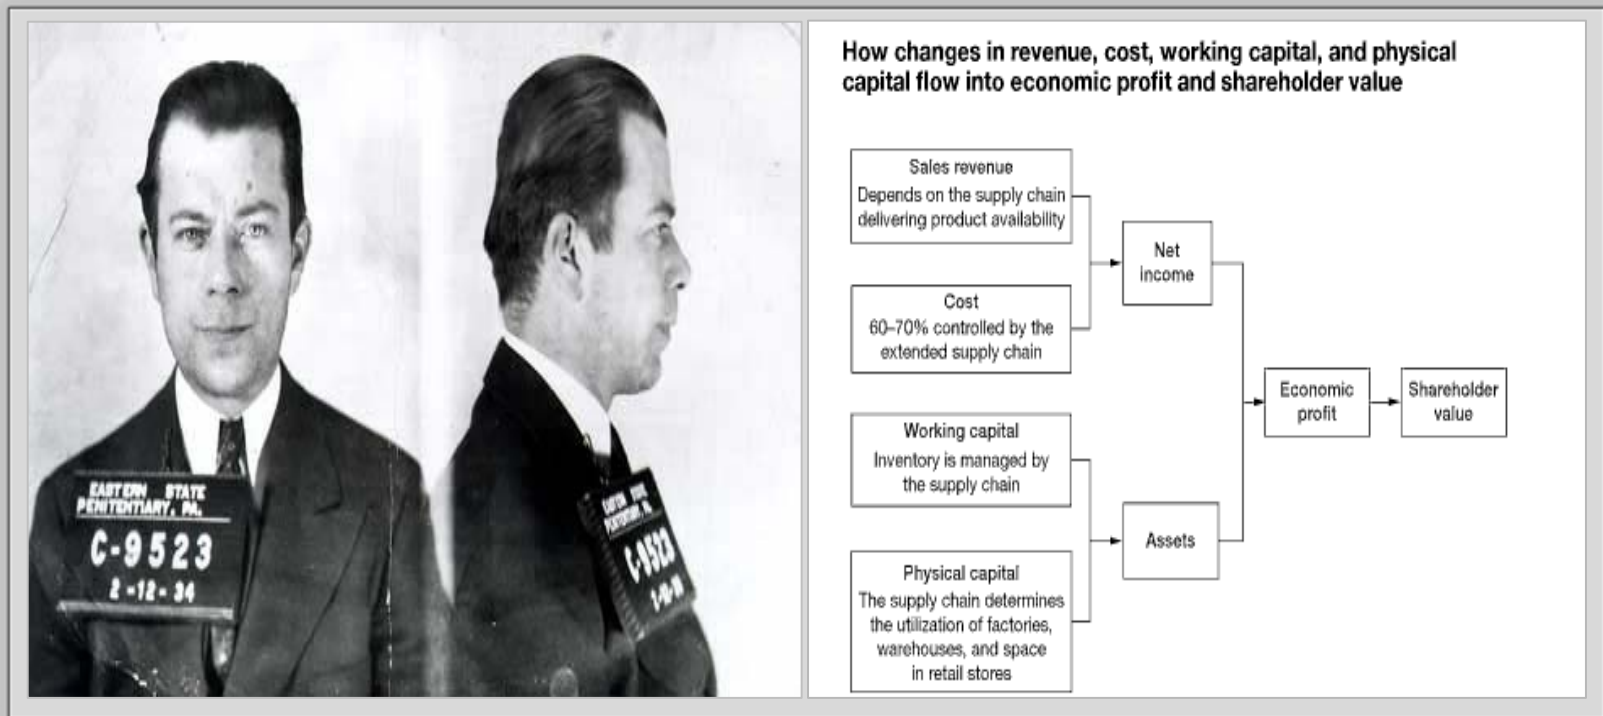 EASTERN STATE
PENITENTIARY, PA.
C-9523
2-12-34
EASTERN STATE
PENITENTIARY, PA.
C-9523
How changes in revenue, cost, working capital, and physical
capital flow into economic profit and shareholder value
Sales revenue
Depends on the supply chain
delivering product availability
Cost
60–70% controlled by the
extended supply chain
Working capital
Inventory is managed by
the supply chain
Physical capital
The supply chain determines
the utilization of factories,
warehouses, and space
in retail stores
Net
income
Assets
Economic
profit
Shareholder
value